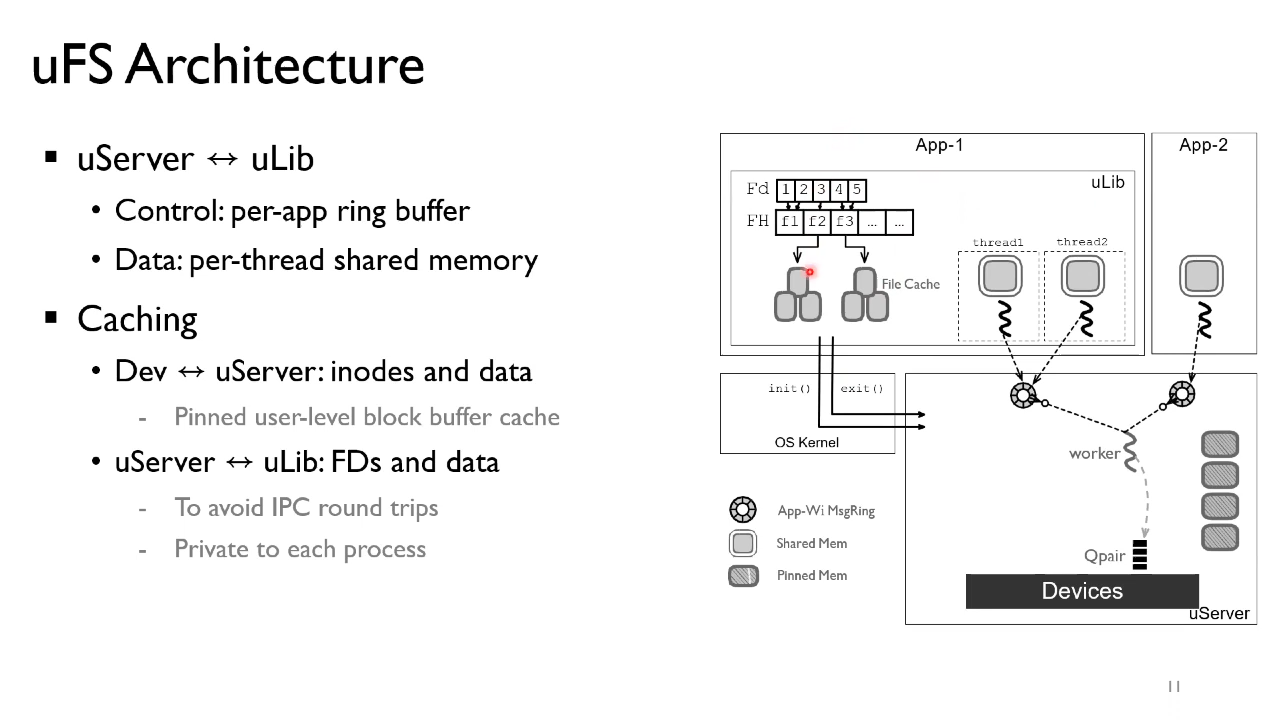 uFS Architecture
▪ uServer ↔ uLib
• Control: per-app ring buffer
• Data: per-thread shared memory
▪ Caching
• Dev ↔ uServer: inodes and data
- Pinned user-level block buffer cache
• uServer ↔ uLib: FDs and data
- To avoid IPC round trips
- Private to each process
App-1
App-2
uLib
Fd 1 2 3 4 5
FH f1 f2 f3 ... ...
thread1 thread2
File Cache
init() exit()
OS Kernel
worker
Qpair
Devices
uServer
App-Wi MsgRing
Shared Mem
Pinned Mem
11